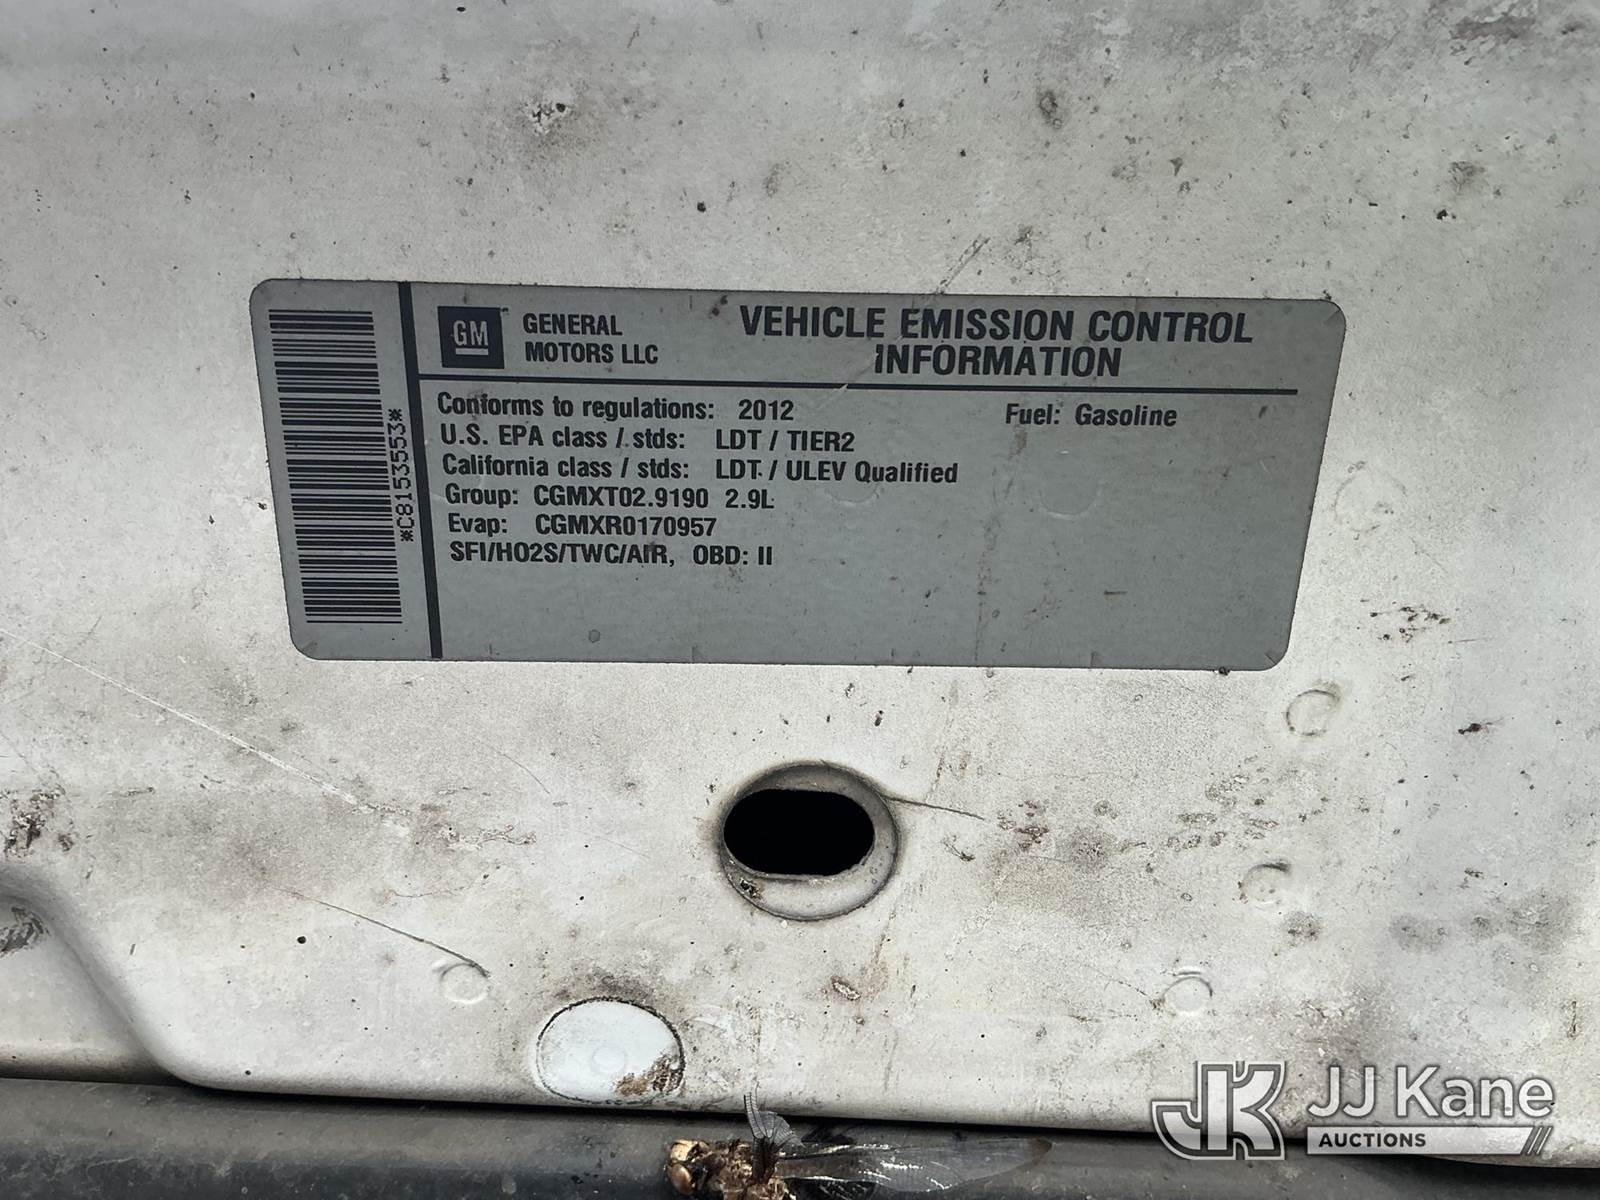 GM
GENERAL
MOTORS LLC
VEHICLE EMISSION CONTROL
INFORMATION
Conforms to regulations: 2012
Fuel: Gasoline
U.S. EPA class / stds: LDT / TIER2
California class / stds: LDT / ULEV Qualified
Group: CGMXT02.9190 2.9L
Evap: CGMXR0170957
SFI/HO2S/TWC/AIR, OBD: II
*C81535553*
JK
JJ Kane
AUCTIONS